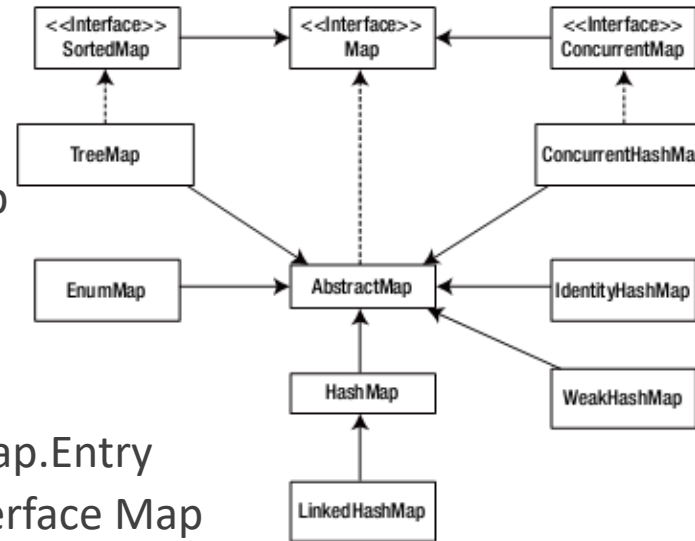 <<Interface>>
SortedMap
<<Interface>>
Map
<<Interface>>
ConcurrentMap
TreeMap
ConcurrentHashMa
EnumMap
AbstractMap
IdentityHashMap
HashMap
WeakHashMap
ap.Entry
erface Map
LinkedHashMap